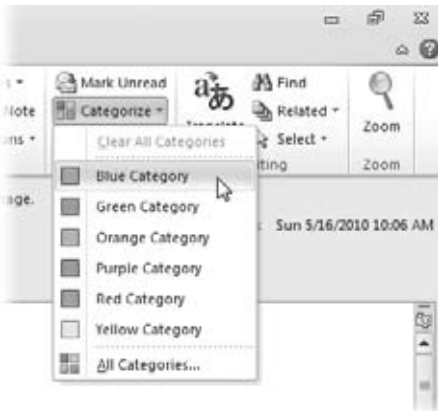 Mark Unread
Find
Note
Categorize
Related
Select
Zoom
Clear All Categories
Zoom
Blue Category
age.
Green Category
Sun 5/16/2010 10:06 AM
Orange Category
Purple Category
Red Category
Yellow Category
All Categories...